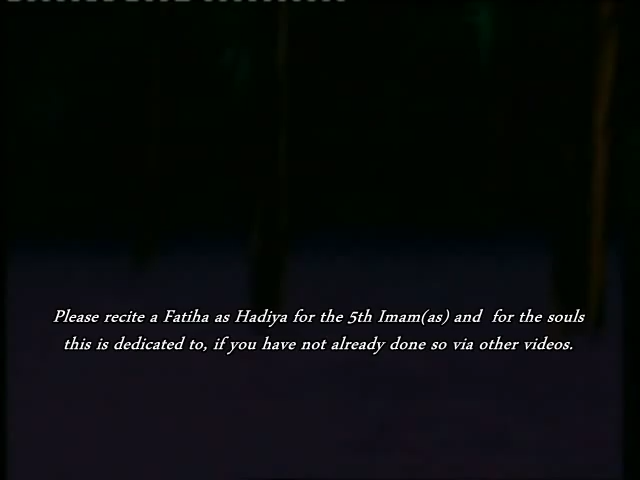 Please recite a Fatiha as Hadiya for the 5th Imam(as) and  for the souls
this is dedicated to, if you have not already done so via other videos.